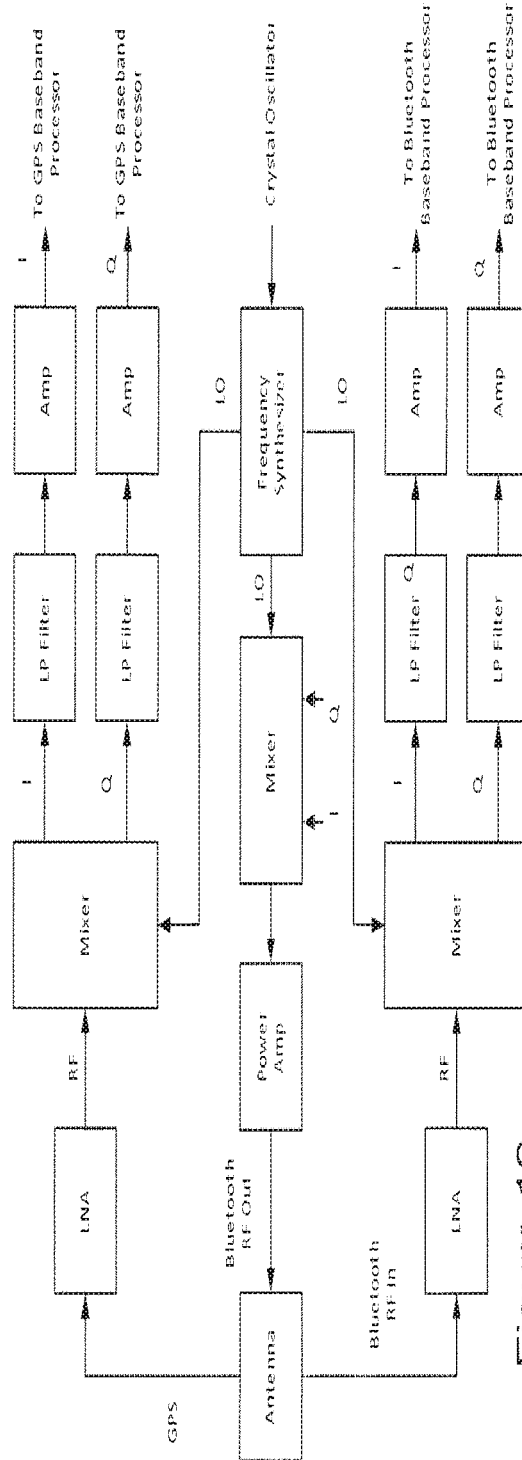 To GPS Baseband
Processor
I
Amp
LP Filter
I
Mixer
RF
LNA
GPS
To GPS Baseband
Processor
Q
Amp
LP Filter
Q
Crystal Oscillator
LO
Frequency
Synthesizer
LO
LO
Mixer
I
Q
Power
Amp
Bluetooth
RF Out
Antenna
Bluetooth
RF In
LNA
RF
Mixer
I
LP Filter
Q
Amp
I
To Bluetooth
Baseband Processor
Q
LP Filter
Amp
Q
To Bluetooth
Baseband Processor